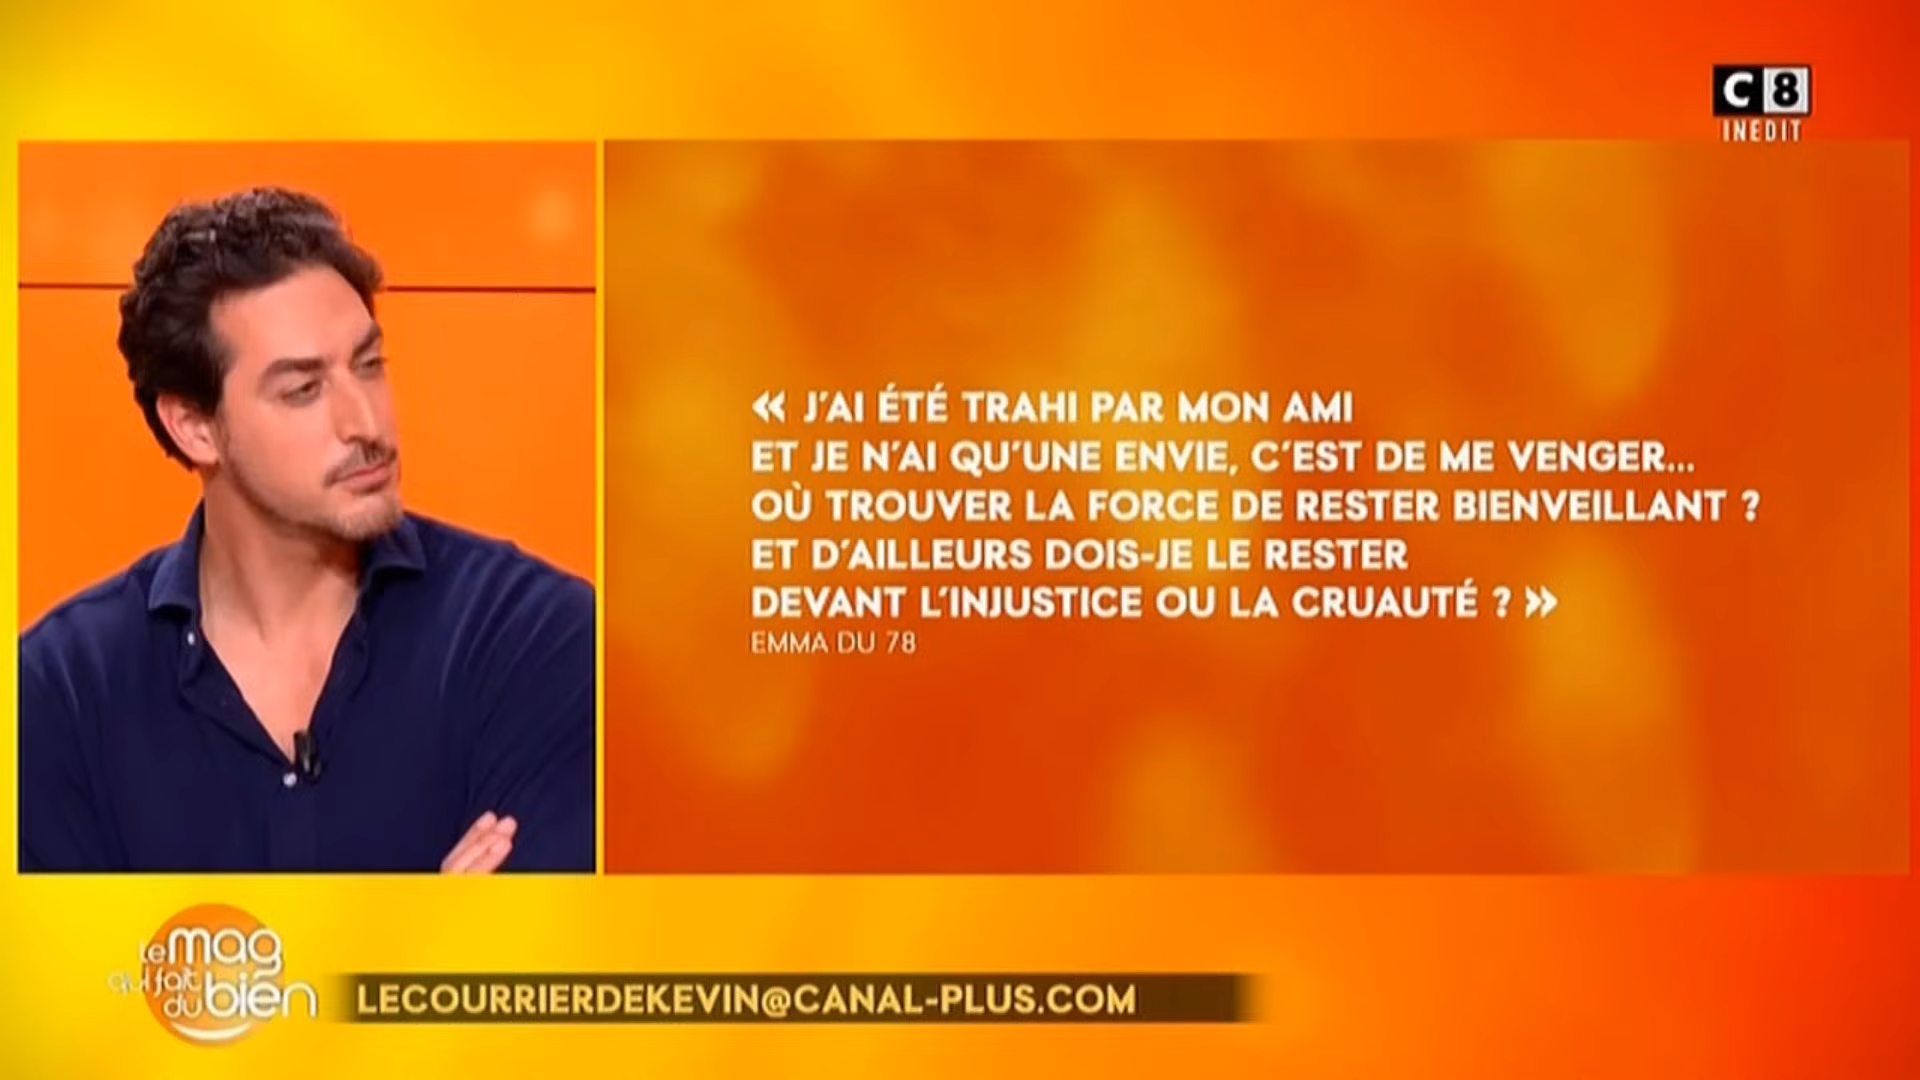 C8
INEDIT
« J'AI ÉTÉ TRAHI PAR MON AMI
ET JE N'AI QU'UNE ENVIE, C'EST DE ME VENGER...
OÙ TROUVER LA FORCE DE RESTER BIENVEILLANT ?
ET D'AILLEURS DOIS-JE LE RESTER
DEVANT L'INJUSTICE OU LA CRUAUTÉ ? »
EMMA DU 78
le mag
qui fait
du bien
LECOURRIERDEKEVIN@CANAL-PLUS.COM